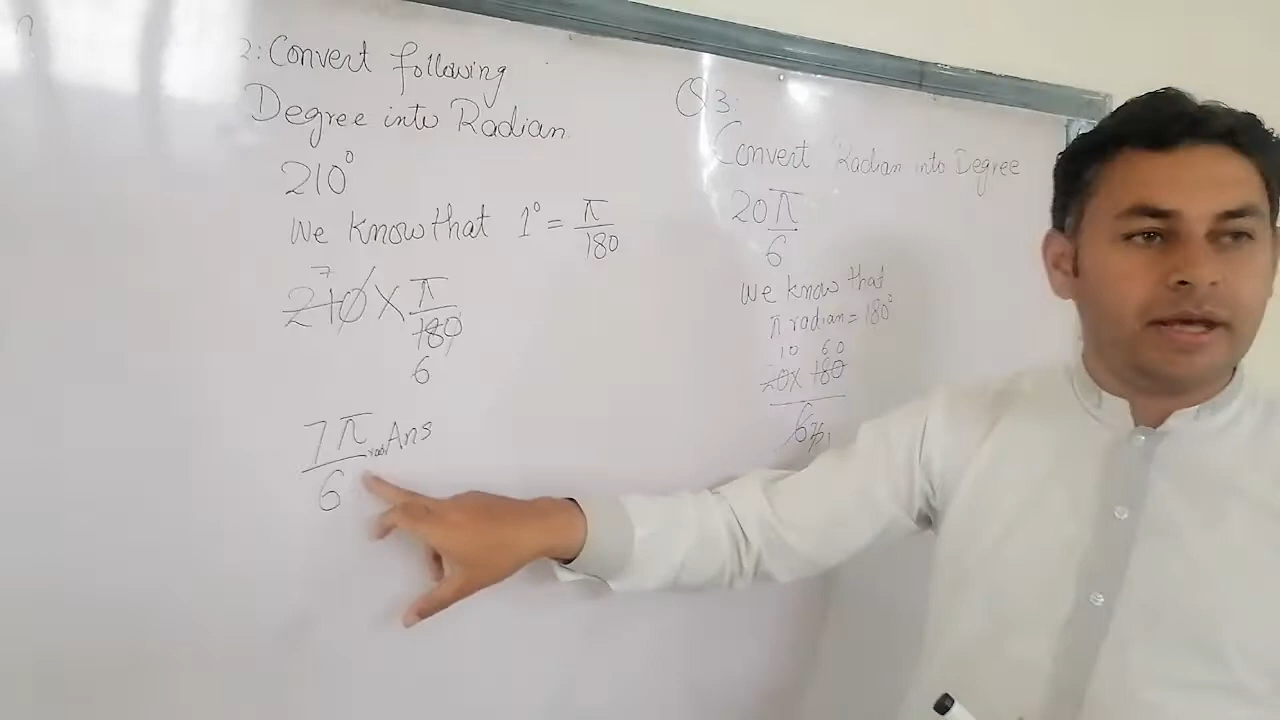 2: Convert following
Degree into Radian.
210°
We know that 1° = π/180
7
210 X π/180
6
7π/6 rad Ans
Q 3:
Convert Radian into Degree
20π/6
We know that
π radian = 180°
10 60
20 x 180
6